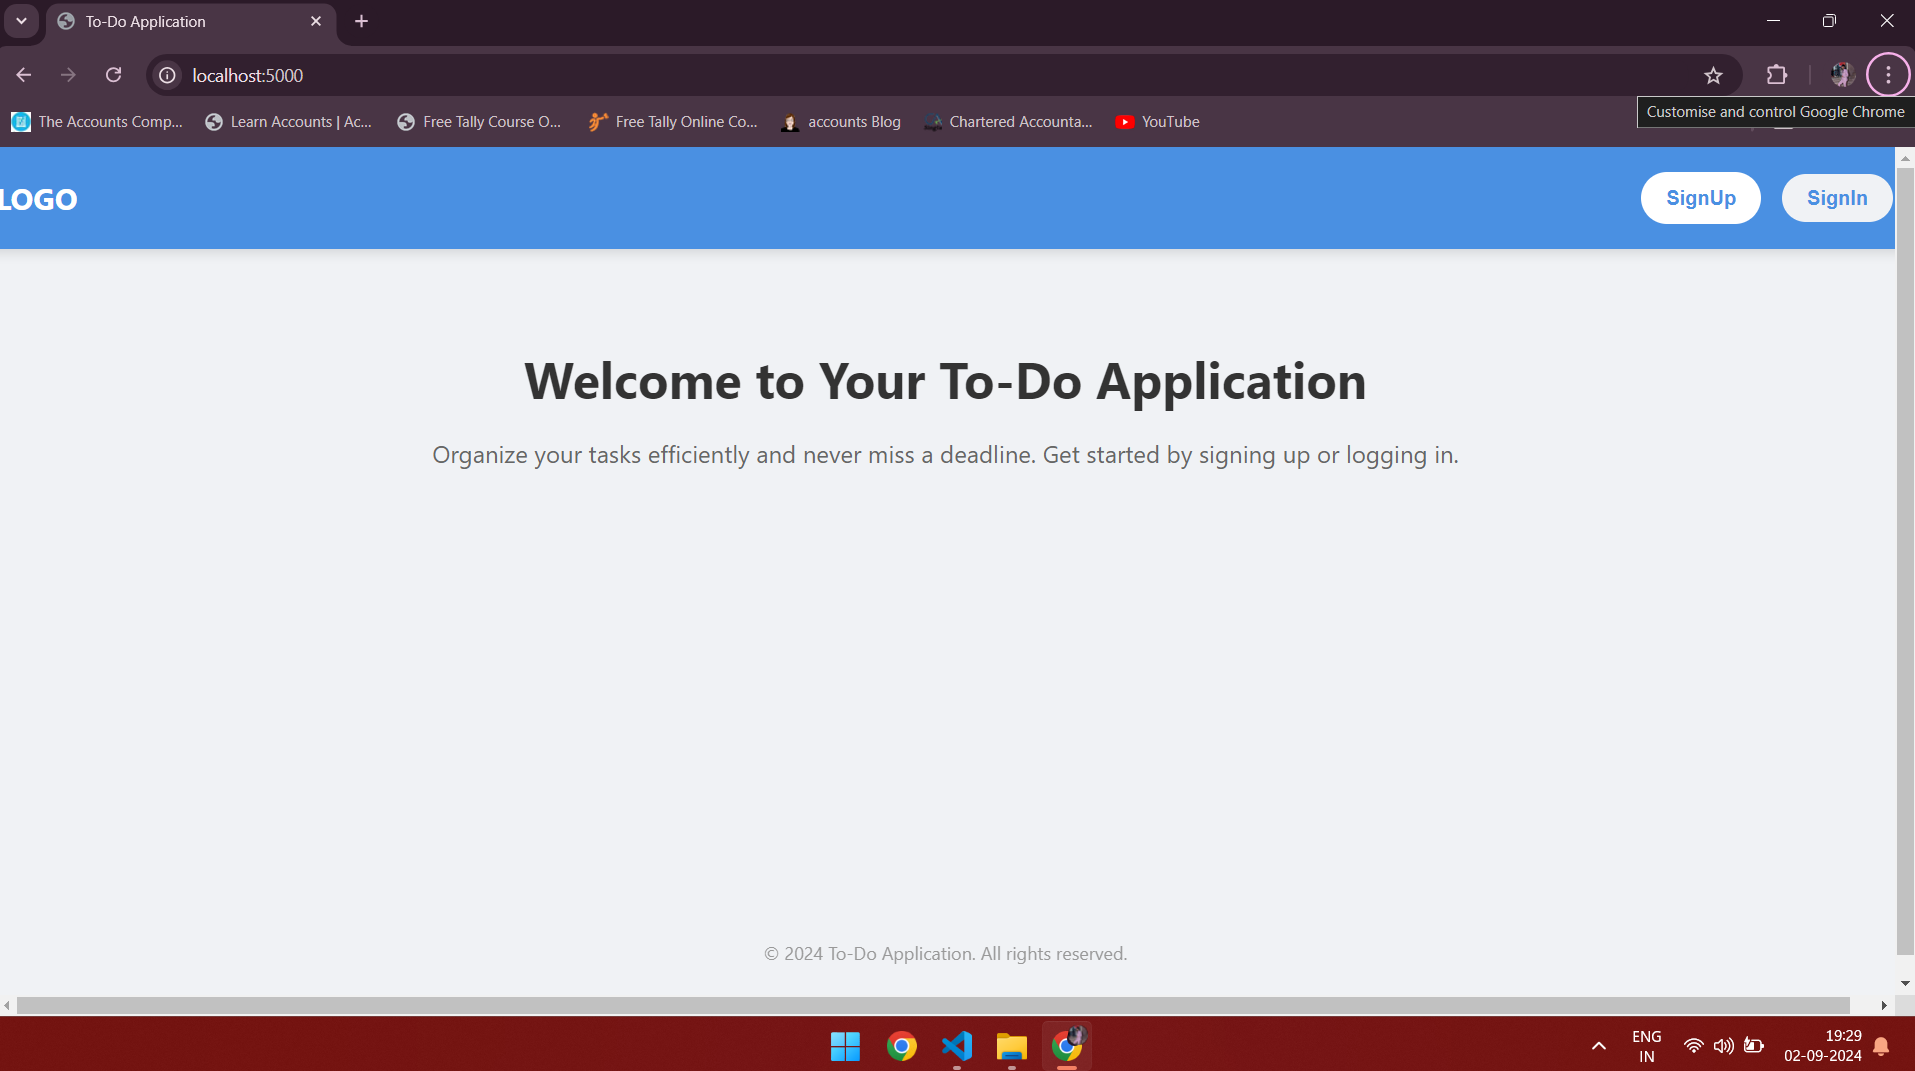 To-Do Application
localhost:5000
The Accounts Comp...
Learn Accounts | Ac...
Free Tally Course O...
Free Tally Online Co...
accounts Blog
Chartered Accounta...
YouTube
Customise and control Google Chrome
LOGO
SignUp
SignIn
Welcome to Your To-Do Application
Organize your tasks efficiently and never miss a deadline. Get started by signing up or logging in.
© 2024 To-Do Application. All rights reserved.
ENG
IN
19:29
02-09-2024